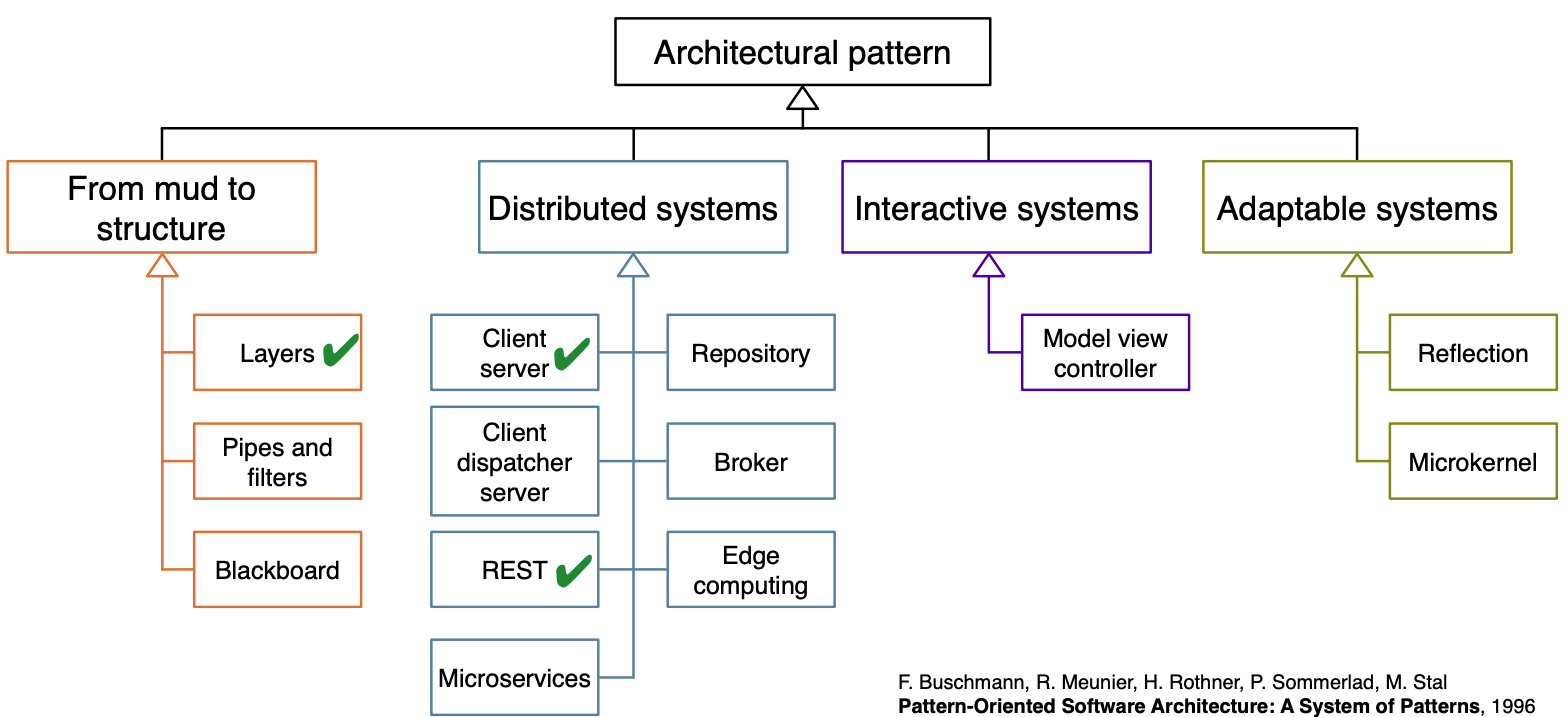 Architectural pattern
From mud to
structure
Distributed systems
Interactive systems
Adaptable systems
Layers
Pipes and
filters
Blackboard
Client
server
Client
dispatcher
server
REST
Microservices
Repository
Broker
Edge
computing
Model view
controller
Reflection
Microkernel
F. Buschmann, R. Meunier, H. Rothner, P. Sommerlad, M. Stal
Pattern-Oriented Software Architecture: A System of Patterns, 1996